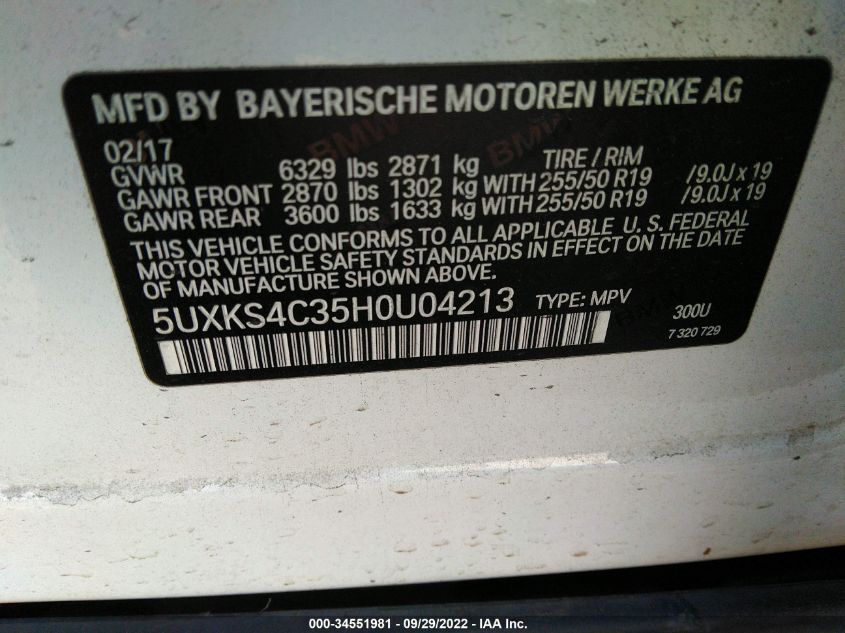 MFD BY BAYERISCHE MOTOREN WERKE AG
02/17 TIRE / RIM
GVWR 6329 lbs 2871 kg
GAWR FRONT 2870 lbs 1302 kg WITH 255/50 R19 /9.0J x 19
GAWR REAR 3600 lbs 1633 kg WITH 255/50 R19 /9.0J x 19
THIS VEHICLE CONFORMS TO ALL APPLICABLE U. S. FEDERAL
MOTOR VEHICLE SAFETY STANDARDS IN EFFECT ON THE DATE
OF MANUFACTURE SHOWN ABOVE.
5UXKS4C35H0U04213 TYPE: MPV 300U
7 320 729
BMW
BMW
BMW
000-34551981 - 09/29/2022 - IAA Inc.